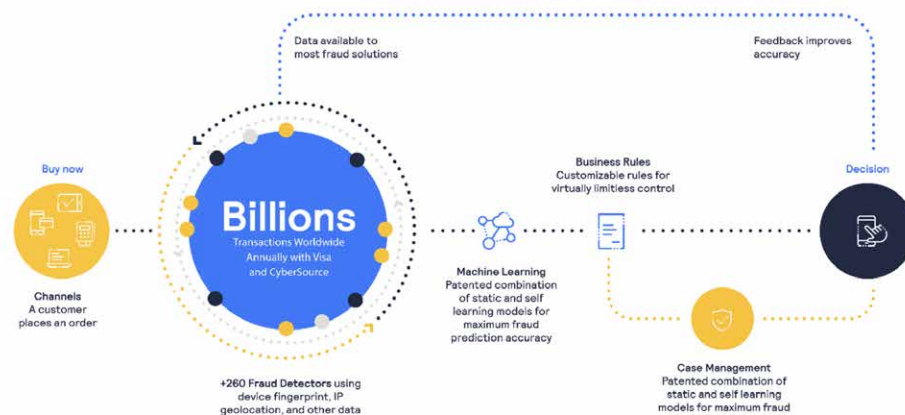 Data available to
most fraud solutions
Feedback improves
accuracy
Buy now
Channels
A customer
places an order
Billions
Transactions Worldwide
Annually with Visa
and CyberSource
+260 Fraud Detectors using
device fingerprint, IP
geolocation, and other data
Machine Learning
Patented combination
of static and self
learning models for
maximum fraud
prediction accuracy
Business Rules
Customizable rules for
virtually limitless control
Decision
Case Management
Patented combination of
static and self learning
models for maximum fraud